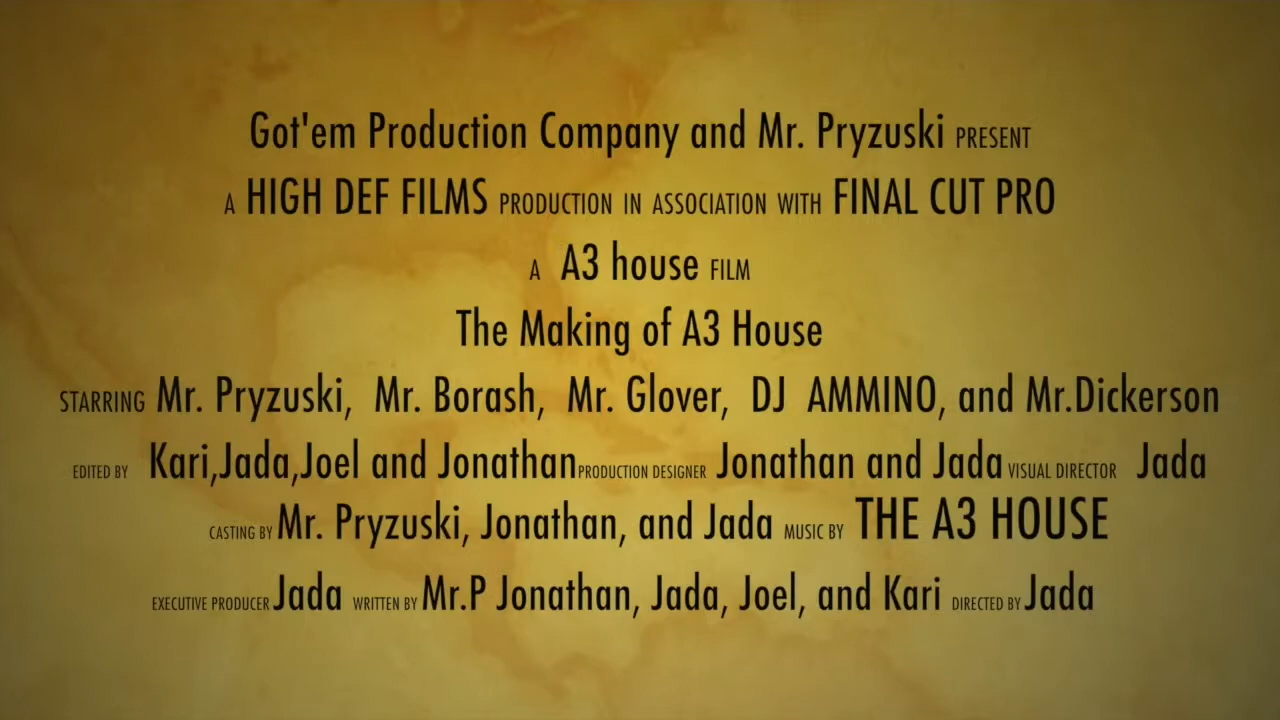 Got'em Production Company and Mr. Pryzuski PRESENT
A HIGH DEF FILMS PRODUCTION IN ASSOCIATION WITH FINAL CUT PRO
A A3 house FILM
The Making of A3 House
STARRING Mr. Pryzuski, Mr. Borash, Mr. Glover, DJ AMMINO, and Mr.Dickerson
EDITED BY Kari,Jada,Joel and Jonathan PRODUCTION DESIGNER Jonathan and Jada VISUAL DIRECTOR Jada
CASTING BY Mr. Pryzuski, Jonathan, and Jada MUSIC BY THE A3 HOUSE
EXECUTIVE PRODUCER Jada WRITTEN BY Mr.P Jonathan, Jada, Joel, and Kari DIRECTED BY Jada